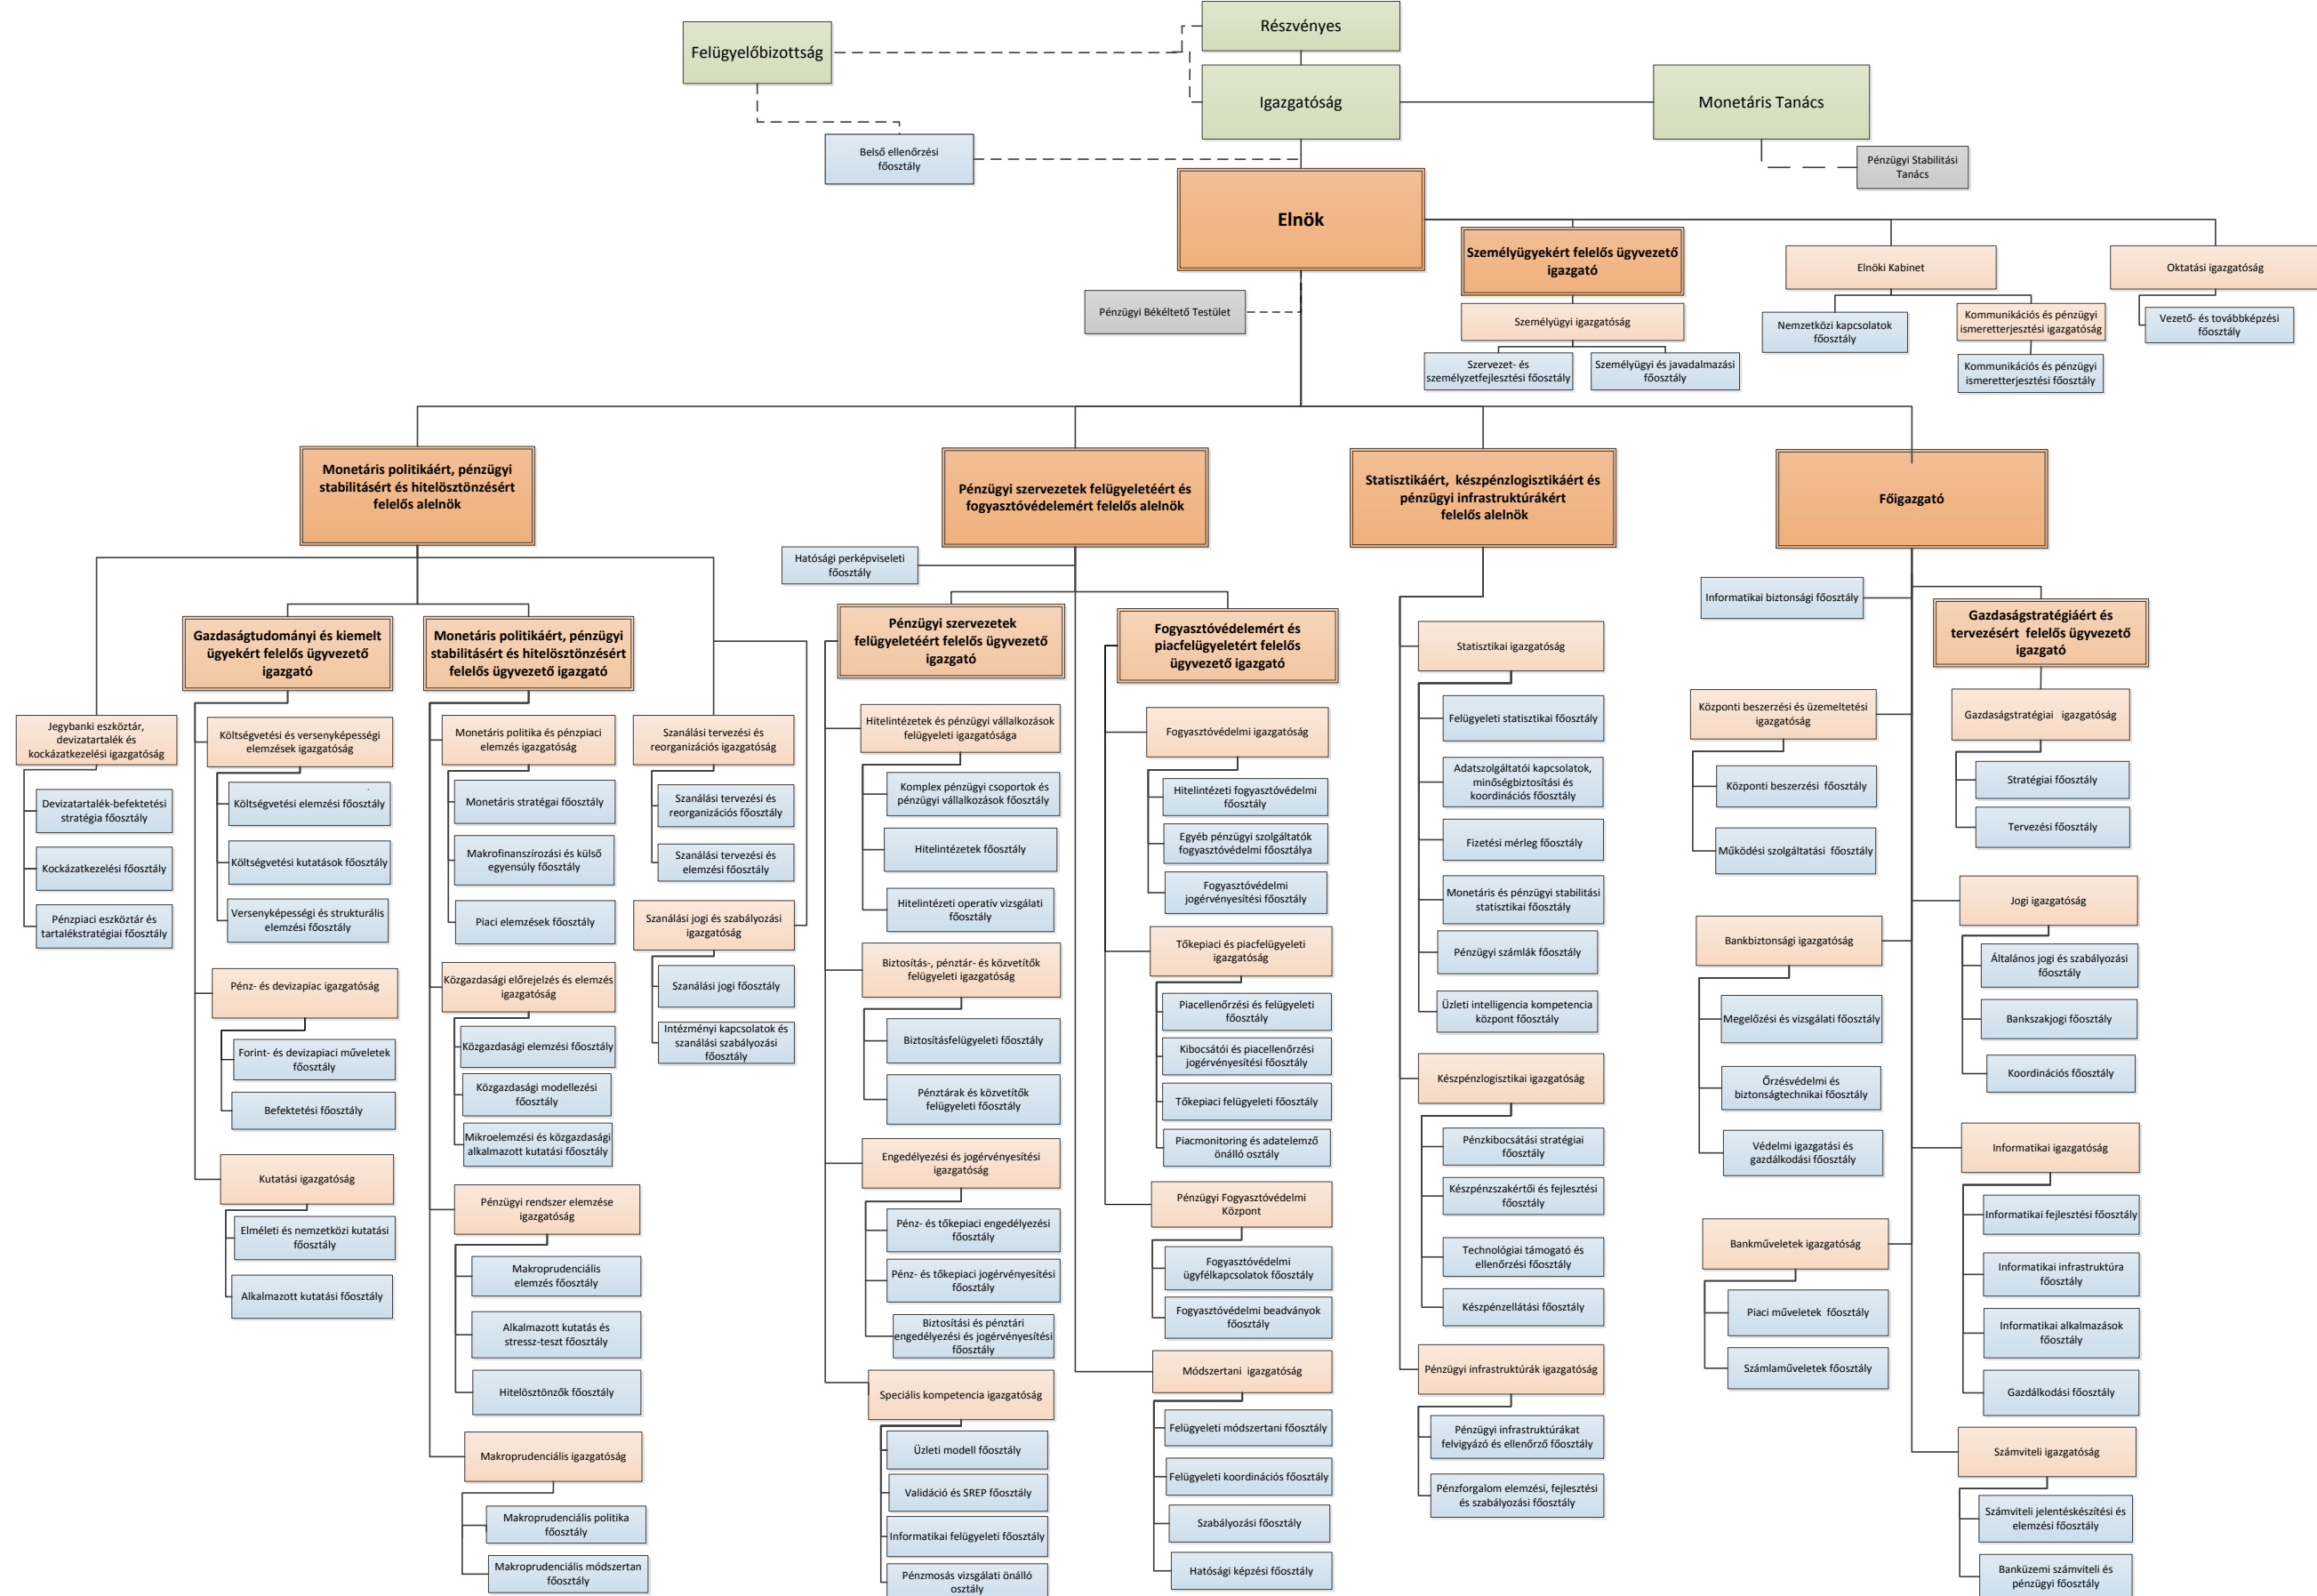 Részvényes
Felügyelőbizottság
Igazgatóság
Monetáris Tanács
Belső ellenőrzési
főosztály
Pénzügyi Stabilitási
Tanács
Elnök
Személyügyekért felelős ügyvezető
igazgató
Elnöki Kabinet
Oktatási igazgatóság
Pénzügyi Békéltető Testület
Személyügyi igazgatóság
Nemzetközi kapcsolatok
főosztály
Kommunikációs és pénzügyi
ismeretterjesztési igazgatóság
Vezető- és továbbképzési
főosztály
Szervezet- és
személyzetfejlesztési főosztály
Személyügyi és javadalmazási
főosztály
Kommunikációs és pénzügyi
ismeretterjesztési főosztály
Monetáris politikáért, pénzügyi
stabilitásért és hitelösztönzésért
felelős alelnök
Pénzügyi szervezetek felügyeletéért és
fogyasztóvédelemért felelős alelnök
Statisztikáért, készpénzlogisztikáért és
pénzügyi infrastruktúrákért
felelős alelnök
Főigazgató
Gazdaságtudományi és kiemelt
ügyekért felelős ügyvezető
igazgató
Monetáris politikáért, pénzügyi
stabilitásért és hitelösztönzésért
felelős ügyvezető igazgató
Jegybanki eszköztár,
devizatartalék és
kockázatkezelési igazgatóság
Devizatartalék-befektetési
stratégia főosztály
Kockázatkezelési főosztály
Pénzpiaci eszköztár és
tartalékstratégiai főosztály
Költségvetési és versenyképességi
elemzések igazgatóság
Költségvetési elemzési főosztály
Költségvetési kutatások főosztály
Versenyképességi és strukturális
elemzési főosztály
Pénz- és devizapiac igazgatóság
Forint- és devizapiaci műveletek
főosztály
Befektetési főosztály
Kutatási igazgatóság
Elméleti és nemzetközi kutatási
főosztály
Alkalmazott kutatási főosztály
Monetáris politika és pénzpiaci
elemzés igazgatóság
Monetáris stratégai főosztály
Makrofinanszírozási és külső
egyensúly főosztály
Piaci elemzések főosztály
Közgazdasági előrejelzés és elemzés
igazgatóság
Közgazdasági elemzési főosztály
Közgazdasági modellezési
főosztály
Mikroelemzési és közgazdasági
alkalmazott kutatási főosztály
Pénzügyi rendszer elemzése
igazgatóság
Makroprudenciális
elemzés főosztály
Alkalmazott kutatás és
stressz-teszt főosztály
Hitelösztönzők főosztály
Makroprudenciális igazgatóság
Makroprudenciális politika
főosztály
Makroprudenciális módszertan
főosztály
Szanálási tervezési és
reorganizációs igazgatóság
Szanálási tervezési és
reorganizációs főosztály
Szanálási tervezési és
elemzési főosztály
Szanálási jogi és szabályozási
igazgatóság
Szanálási jogi főosztály
Intézményi kapcsolatok és
szanálási szabályozási
főosztály
Hatósági perképviseleti
főosztály
Pénzügyi szervezetek
felügyeletéért felelős ügyvezető
igazgató
Hitelintézetek és pénzügyi vállalkozások
felügyeleti igazgatósága
Komplex pénzügyi csoportok és
pénzügyi vállalkozások főosztály
Hitelintézetek főosztály
Hitelintézeti operatív vizsgálati
főosztály
Biztosítás-, pénztár- és közvetítők
felügyeleti igazgatóság
Biztosításfelügyeleti főosztály
Pénztárak és közvetítők
felügyeleti főosztály
Engedélyezési és jogérvényesítési
igazgatóság
Pénz- és tőkepiaci engedélyezési
főosztály
Pénz- és tőkepiaci jogérvényesítési
főosztály
Biztosítási és pénztári
engedélyezési és jogérvényesítési
főosztály
Speciális kompetencia igazgatóság
Üzleti modell főosztály
Validáció és SREP főosztály
Informatikai felügyeleti főosztály
Pénzmosás vizsgálati önálló
osztály
Fogyasztóvédelemért és
piacfelügyeletért felelős
ügyvezető igazgató
Fogyasztóvédelmi igazgatóság
Hitelintézeti fogyasztóvédelmi
főosztály
Egyéb pénzügyi szolgáltatók
fogyasztóvédelmi főosztálya
Fogyasztóvédelmi
jogérvényesítési főosztály
Tőkepiaci és piacfelügyeleti
igazgatóság
Piacellenőrzési és felügyeleti
főosztály
Kibocsátói és piacellenőrzési
jogérvényesítési főosztály
Tőkepiaci felügyeleti főosztály
Piacmonitoring és adatelemző
önálló osztály
Pénzügyi Fogyasztóvédelmi
Központ
Fogyasztóvédelmi
ügyfélkapcsolatok főosztály
Fogyasztóvédelmi beadványok
főosztály
Módszertani igazgatóság
Felügyeleti módszertani főosztály
Felügyeleti koordinációs főosztály
Szabályozási főosztály
Hatósági képzési főosztály
Statisztikai igazgatóság
Felügyeleti statisztikai főosztály
Adatszolgáltatói kapcsolatok,
minőségbiztosítási és
koordinációs főosztály
Fizetési mérleg főosztály
Monetáris és pénzügyi stabilitási
statisztikai főosztály
Pénzügyi számlák főosztály
Üzleti intelligencia kompetencia
központ főosztály
Készpénzlogisztikai igazgatóság
Pénzkibocsátási stratégiai
főosztály
Készpénzszakértői és fejlesztési
főosztály
Technológiai támogató és
ellenőrzési főosztály
Készpénzellátási főosztály
Pénzügyi infrastruktúrák igazgatóság
Pénzügyi infrastruktúrákat
felvigyázó és ellenőrző főosztály
Pénzforgalom elemzési, fejlesztési
és szabályozási főosztály
Informatikai biztonsági főosztály
Központi beszerzési és üzemeltetési
igazgatóság
Központi beszerzési főosztály
Működési szolgáltatási főosztály
Bankbiztonsági igazgatóság
Megelőzési és vizsgálati főosztály
Őrzésvédelmi és
biztonságtechnikai főosztály
Védelmi igazgatási és
gazdálkodási főosztály
Bankműveletek igazgatóság
Piaci műveletek főosztály
Számlaműveletek főosztály
Gazdaságstratégiáért és
tervezésért felelős ügyvezető
igazgató
Gazdaságstratégiai igazgatóság
Stratégiai főosztály
Tervezési főosztály
Jogi igazgatóság
Általános jogi és szabályozási
főosztály
Bankszakjogi főosztály
Koordinációs főosztály
Informatikai igazgatóság
Informatikai fejlesztési főosztály
Informatikai infrastruktúra
főosztály
Informatikai alkalmazások
főosztály
Gazdálkodási főosztály
Számviteli igazgatóság
Számviteli jelentéskészítési és
elemzési főosztály
Banküzemi számviteli és
pénzügyi főosztály